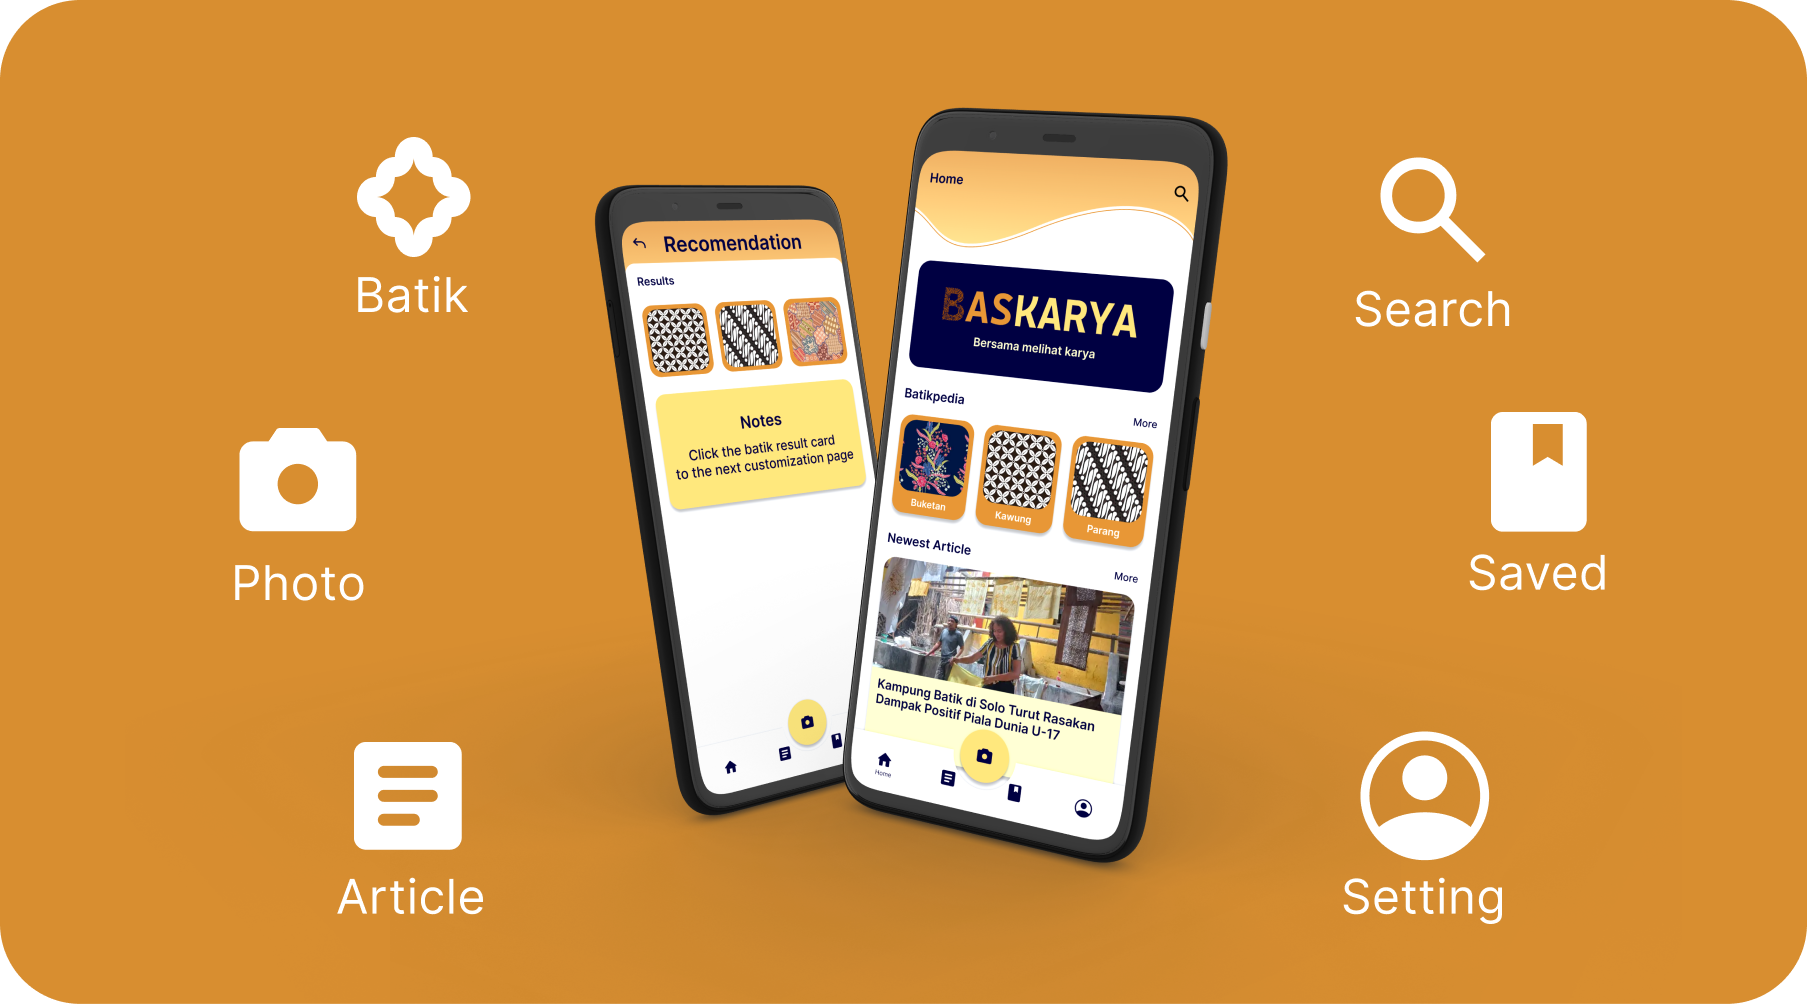 Batik
Photo
Article
Recomendation
Results
Notes
Click the batik result card
to the next customization page
Home
BASKARYA
Bersama melihat karya
Batikpedia
More
Buketan
Kawung
Parang
Newest Article
More
Kampung Batik di Solo Turut Rasakan
Dampak Positif Piala Dunia U-17
Home
Search
Saved
Setting